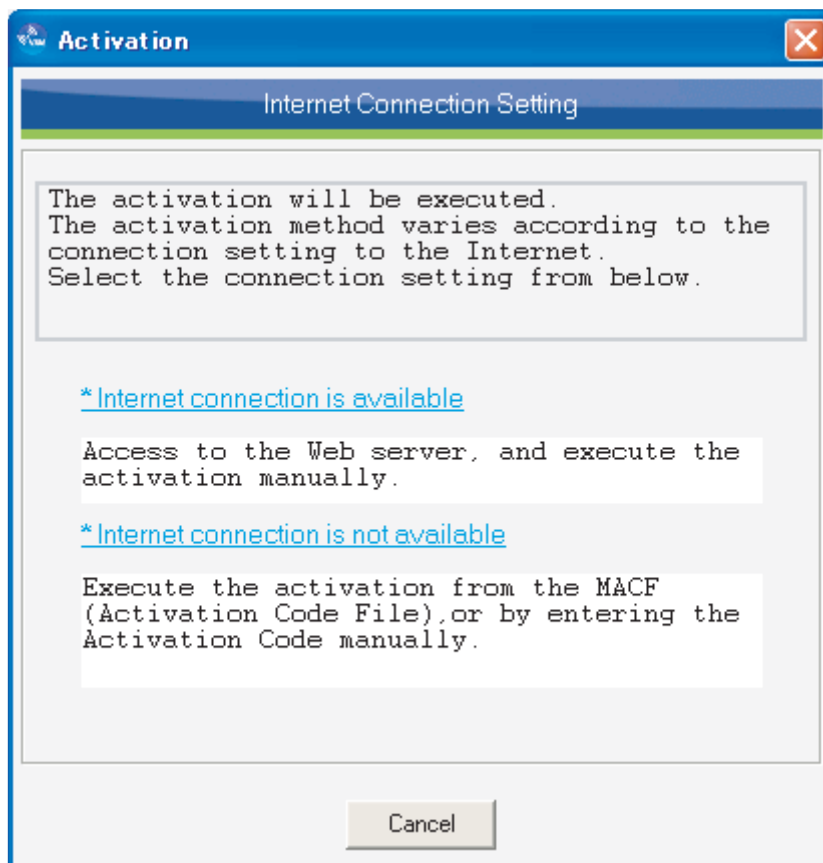 Activation
Internet Connection Setting
The activation will be executed.
The activation method varies according to the
connection setting to the Internet.
Select the connection setting from below.
* Internet connection is available
Access to the Web server, and execute the
activation manually.
* Internet connection is not available
Execute the activation from the MACF
(Activation Code File),or by entering the
Activation Code manually.
Cancel